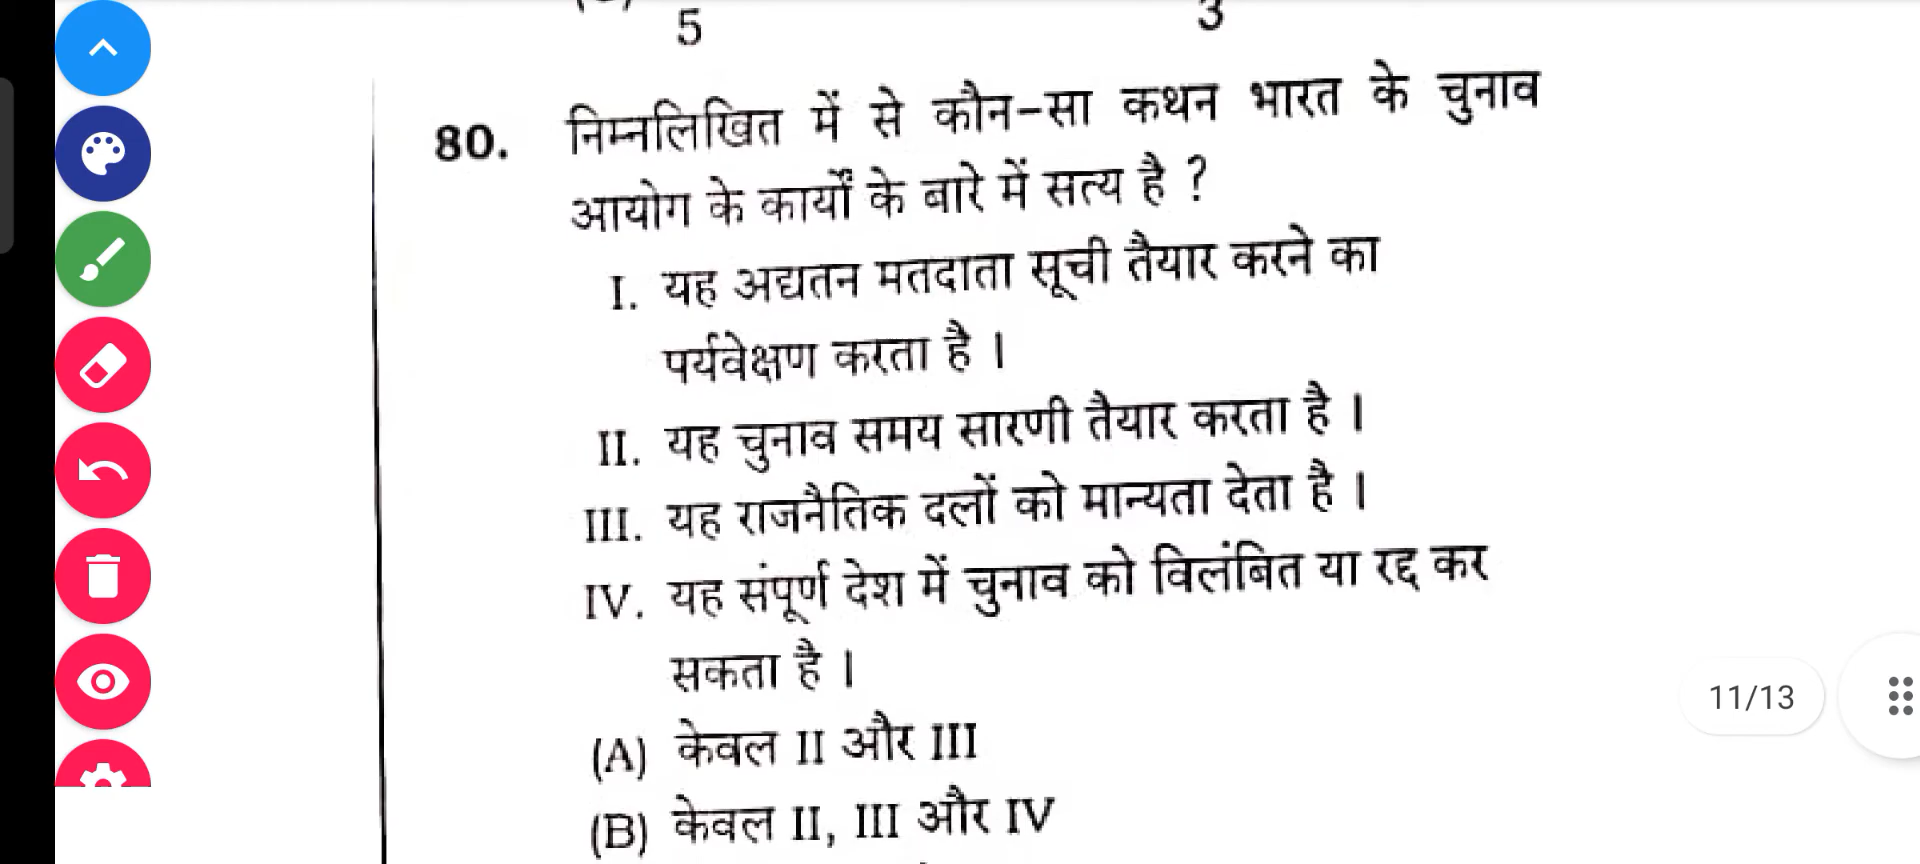 5 3
80. निम्नलिखित में से कौन-सा कथन भारत के चुनाव
आयोग के कार्यों के बारे में सत्य है ?
I. यह अद्यतन मतदाता सूची तैयार करने का
पर्यवेक्षण करता है ।
II. यह चुनाव समय सारणी तैयार करता है ।
III. यह राजनैतिक दलों को मान्यता देता है ।
IV. यह संपूर्ण देश में चुनाव को विलंबित या रद्द कर
सकता है ।
11/13
(A) केवल II और III
(B) केवल II, III और IV